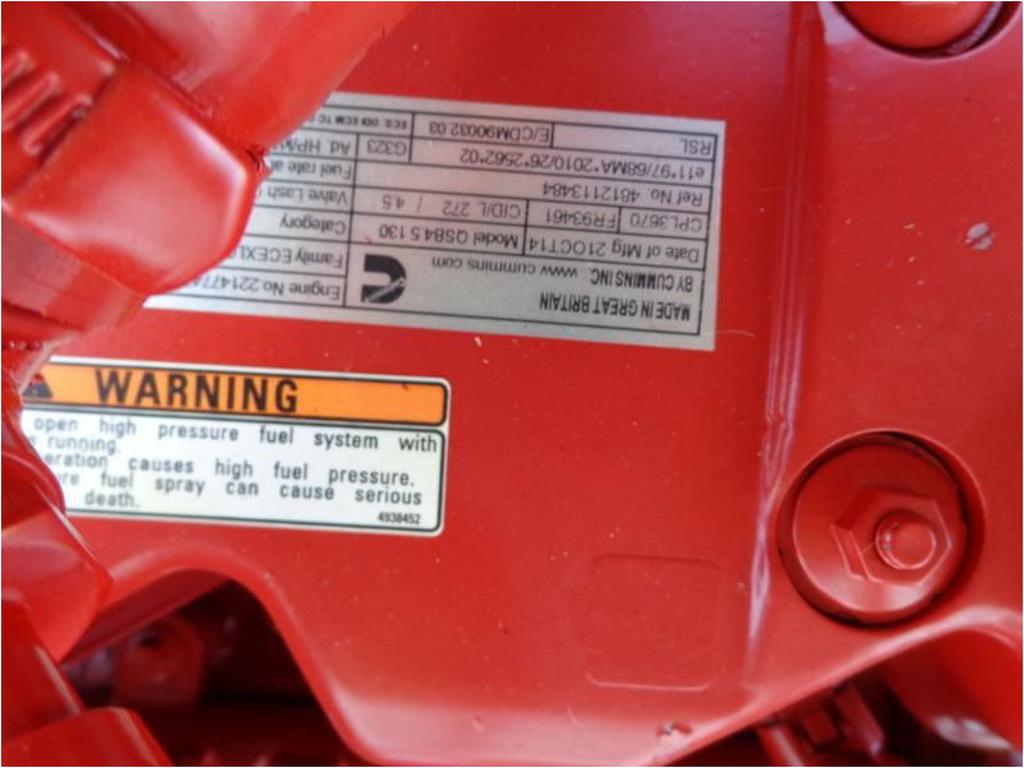 MADE IN GREAT BRITAIN
BY CUMMINS INC. www.cummins.com
Date of Mfg 21OCT14 Model QSB4 5 130
CPL3670 FR93461 CID/L 272 / 4.5
Ref No. 4812113484
e11*97/68MA*2010/26*2562*02 G323
RSL E/CDM90032 03
Engine No.
Family
Category
Valve Lash
Fuel rate
Ad.
WARNING
open high pressure fuel system with
running.
causes high fuel pressure.
fuel spray can cause serious
death.
4938452